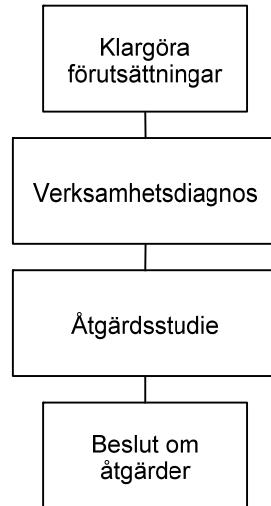 Klargöra
förutsättningar
Verksamhetsdiagnos
Åtgärdsstudie
Beslut om
åtgärder